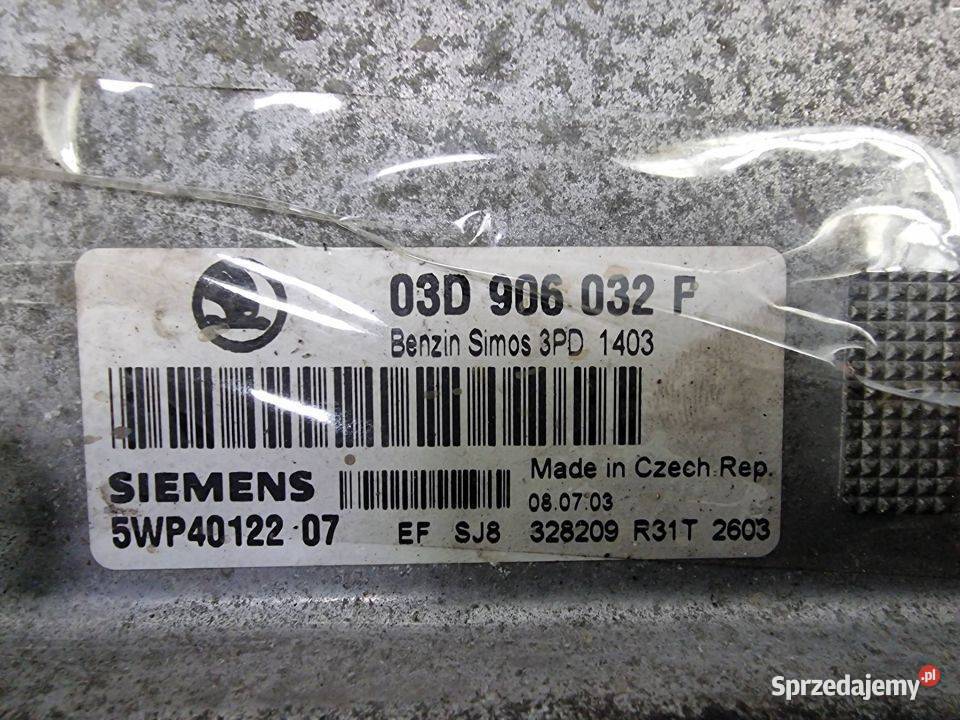 03D 906 032 F
Benzin Simos 3PD 1403
SIEMENS
Made in Czech Rep.
08.07.03
5WP40122 07 EF SJ8 328209 R31T 2603
Sprzedajemy.pl